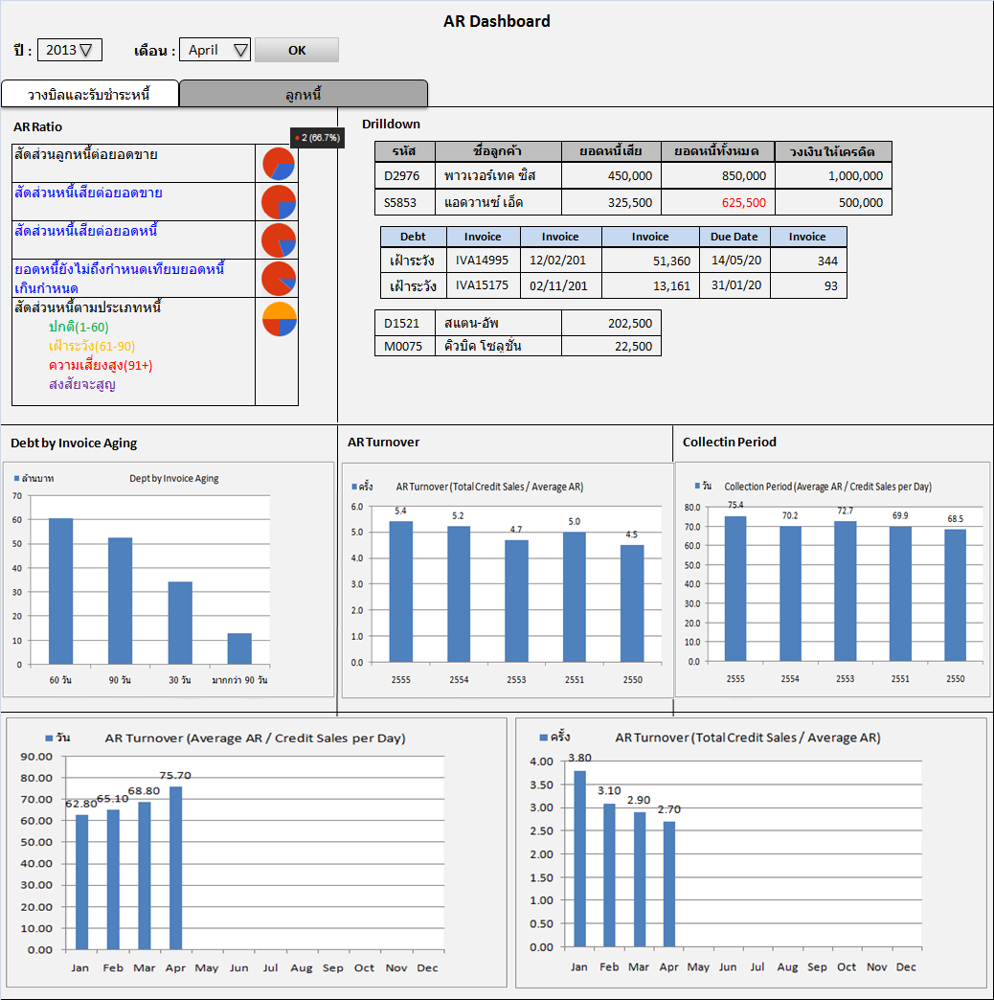 AR Dashboard
ปี : 2013 เดือน : April OK
วางบิลและรับชำระหนี้ ลูกหนี้
AR Ratio
2 (66.7%)
สัดส่วนลูกหนี้ต่อยอดขาย
สัดส่วนหนี้เสียต่อยอดขาย
สัดส่วนหนี้เสียต่อยอดหนี้
ยอดหนี้ยังไม่ถึงกำหนดเทียบยอดหนี้
เกินกำหนด
สัดส่วนหนี้ตามประเภทหนี้
ปกติ(1-60)
เฝ้าระวัง(61-90)
ความเสี่ยงสูง(91+)
สงสัยจะสูญ
Drilldown
รหัส ชื่อลูกค้า ยอดหนี้เสีย ยอดหนี้ทั้งหมด วงเงินให้เครดิต
D2976 พาวเวอร์เทค ซิส 450,000 850,000 1,000,000
S5853 แอดวานซ์ เอ็ด 325,500 625,500 500,000
Debt Invoice Invoice Invoice Due Date Invoice
เฝ้าระวัง IVA14995 12/02/201 51,360 14/05/20 344
เฝ้าระวัง IVA15175 02/11/201 13,161 31/01/20 93
D1521 สแตน-อัพ 202,500
M0075 คิวบิค โซลูชั่น 22,500
Debt by Invoice Aging
ล้านบาท Dept by Invoice Aging
70
60
50
40
30
20
10
0
60 วัน 90 วัน 30 วัน มากกว่า 90 วัน
AR Turnover
ครั้ง AR Turnover (Total Credit Sales / Average AR)
6.0
5.0
4.0
3.0
2.0
1.0
0.0
5.4 5.2 4.7 5.0 4.5
2555 2554 2553 2551 2550
Collectin Period
วัน Collection Period (Average AR / Credit Sales per Day)
80.0
70.0
60.0
50.0
40.0
30.0
20.0
10.0
0.0
75.4 70.2 72.7 69.9 68.5
2555 2554 2553 2551 2550
วัน AR Turnover (Average AR / Credit Sales per Day)
90.00
80.00
70.00
60.00
50.00
40.00
30.00
20.00
10.00
0.00
62.80 65.10 68.80 75.70
Jan Feb Mar Apr May Jun Jul Aug Sep Oct Nov Dec
ครั้ง AR Turnover (Total Credit Sales / Average AR)
4.00
3.50
3.00
2.50
2.00
1.50
1.00
0.50
0.00
3.80 3.10 2.90 2.70
Jan Feb Mar Apr May Jun Jul Aug Sep Oct Nov Dec